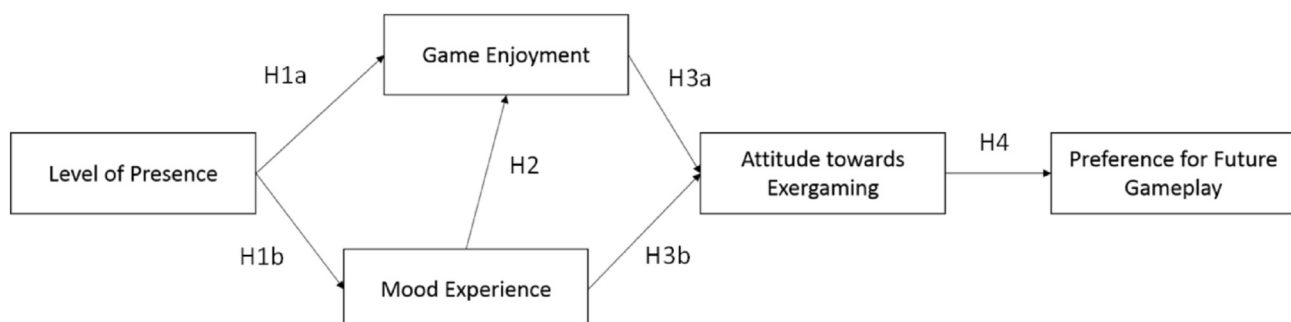 Game Enjoyment
H1a
H3a
Level of Presence
H2
Attitude towards
Exergaming
H4
Preference for Future
Gameplay
H1b
H3b
Mood Experience